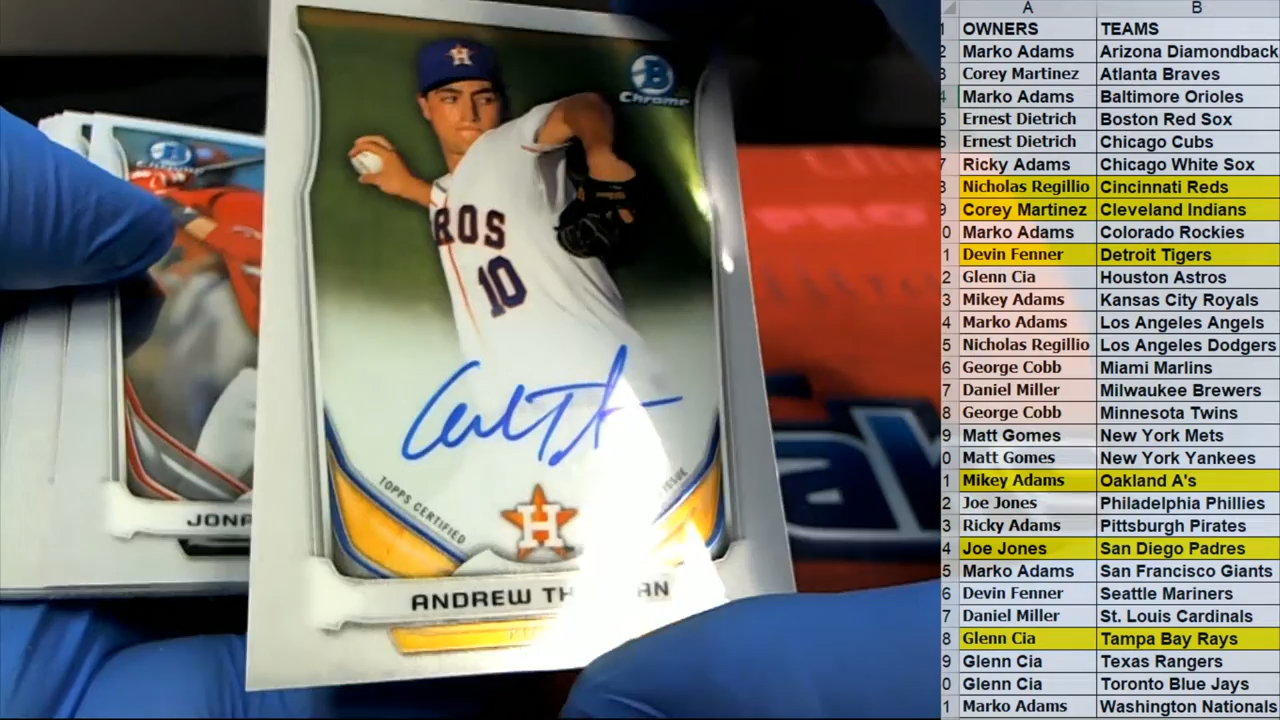 B
Chrome
ROS
10
TOPPS CERTIFIED
ISSUE
H
ANDREW TH
AN
JONA
A B
OWNERS TEAMS
Marko Adams Arizona Diamondback
Corey Martinez Atlanta Braves
Marko Adams Baltimore Orioles
Ernest Dietrich Boston Red Sox
Ernest Dietrich Chicago Cubs
Ricky Adams Chicago White Sox
Nicholas Regillio Cincinnati Reds
Corey Martinez Cleveland Indians
Marko Adams Colorado Rockies
Devin Fenner Detroit Tigers
Glenn Cia Houston Astros
Mikey Adams Kansas City Royals
Marko Adams Los Angeles Angels
Nicholas Regillio Los Angeles Dodgers
George Cobb Miami Marlins
Daniel Miller Milwaukee Brewers
George Cobb Minnesota Twins
Matt Gomes New York Mets
Matt Gomes New York Yankees
Mikey Adams Oakland A's
Joe Jones Philadelphia Phillies
Ricky Adams Pittsburgh Pirates
Joe Jones San Diego Padres
Marko Adams San Francisco Giants
Devin Fenner Seattle Mariners
Daniel Miller St. Louis Cardinals
Glenn Cia Tampa Bay Rays
Glenn Cia Texas Rangers
Glenn Cia Toronto Blue Jays
Marko Adams Washington Nationals